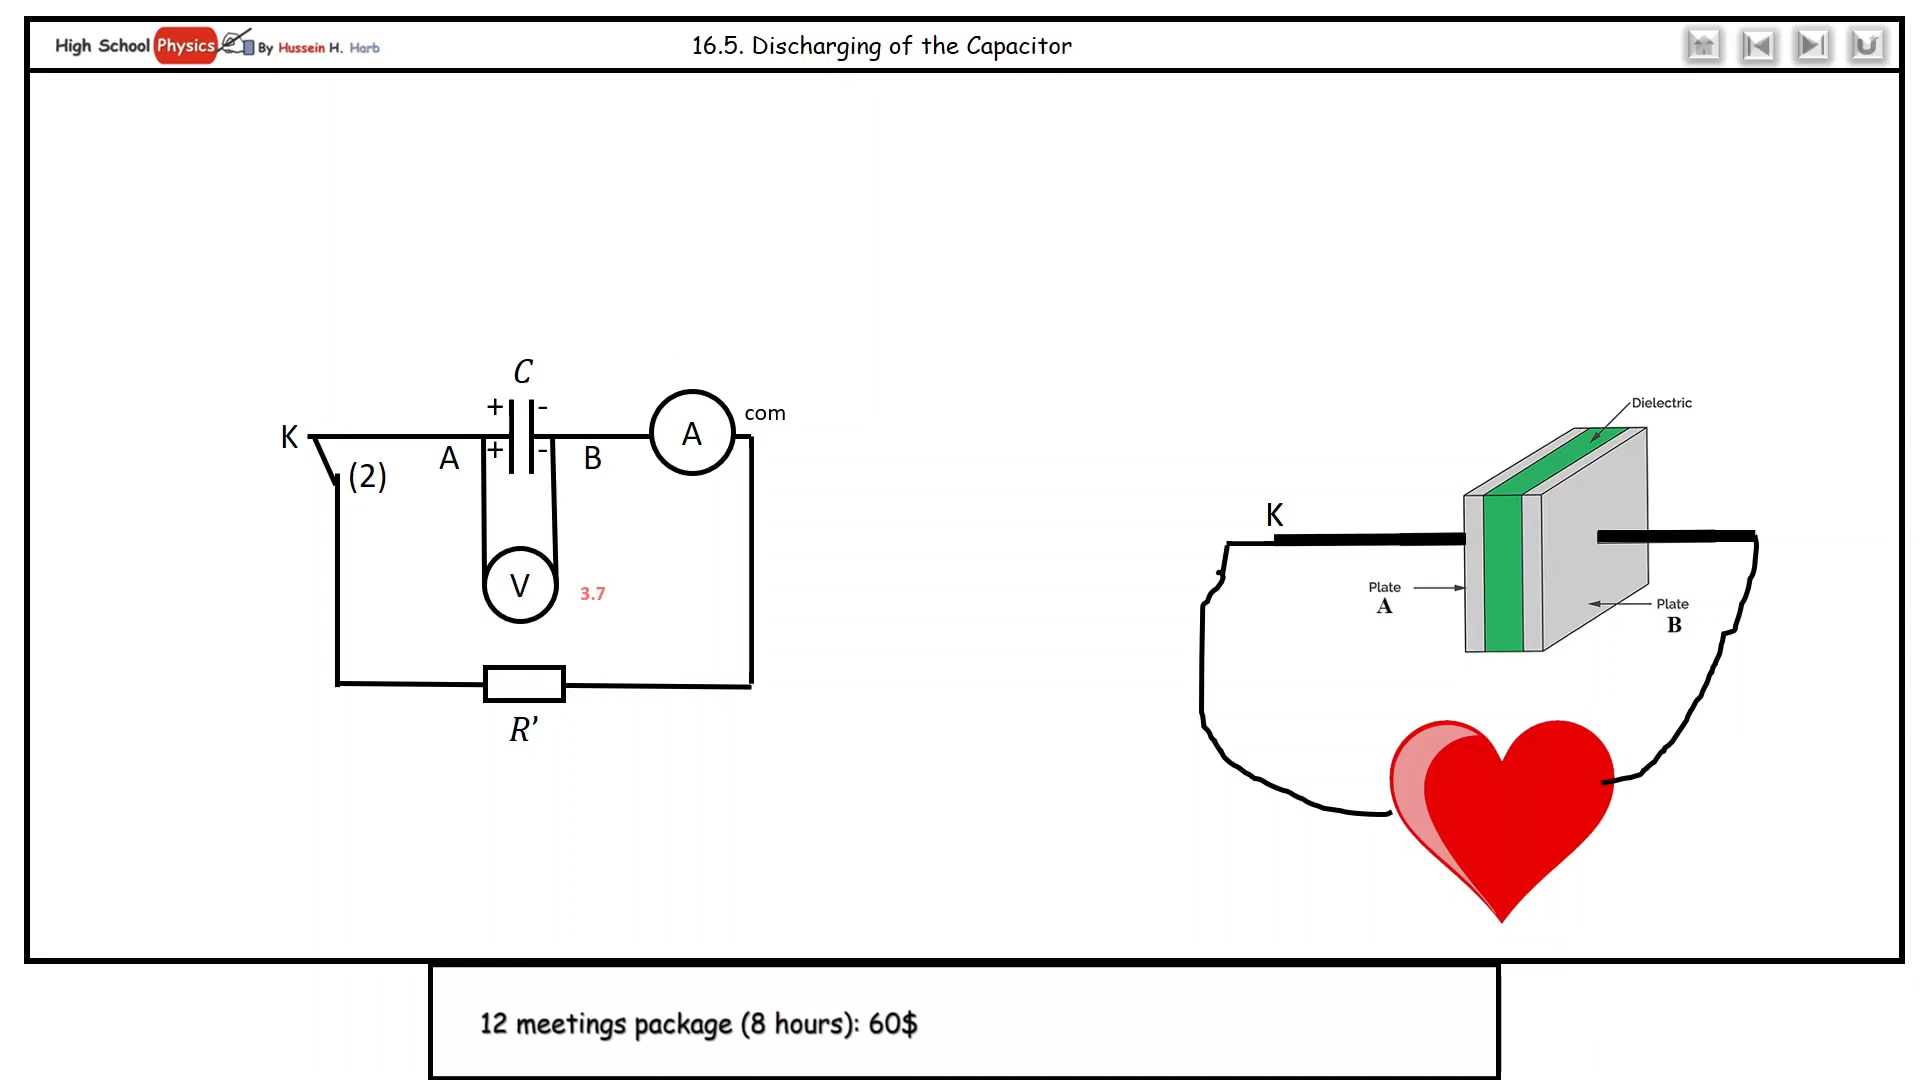 High School Physics By Hussein H. Harb
16.5. Discharging of the Capacitor
C
+ -
K
A
+ -
B
A
com
(2)
V
3.7
R’
Dielectric
K
Plate
A
Plate
B
12 meetings package (8 hours): 60$